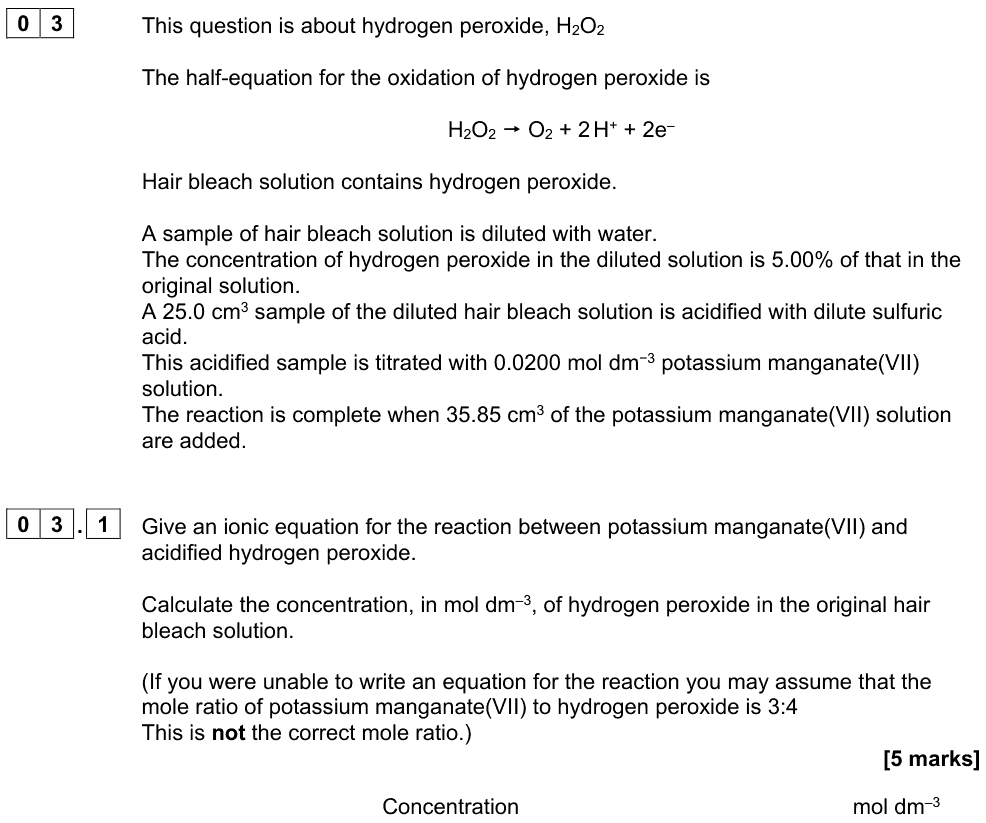 0 3 This question is about hydrogen peroxide, H₂O₂
The half-equation for the oxidation of hydrogen peroxide is
H₂O₂ → O₂ + 2H⁺ + 2e⁻
Hair bleach solution contains hydrogen peroxide.
A sample of hair bleach solution is diluted with water.
The concentration of hydrogen peroxide in the diluted solution is 5.00% of that in the
original solution.
A 25.0 cm³ sample of the diluted hair bleach solution is acidified with dilute sulfuric
acid.
This acidified sample is titrated with 0.0200 mol dm⁻³ potassium manganate(VII)
solution.
The reaction is complete when 35.85 cm³ of the potassium manganate(VII) solution
are added.
0 3 . 1 Give an ionic equation for the reaction between potassium manganate(VII) and
acidified hydrogen peroxide.
Calculate the concentration, in mol dm⁻³, of hydrogen peroxide in the original hair
bleach solution.
(If you were unable to write an equation for the reaction you may assume that the
mole ratio of potassium manganate(VII) to hydrogen peroxide is 3:4
This is not the correct mole ratio.)
[5 marks]
Concentration mol dm⁻³